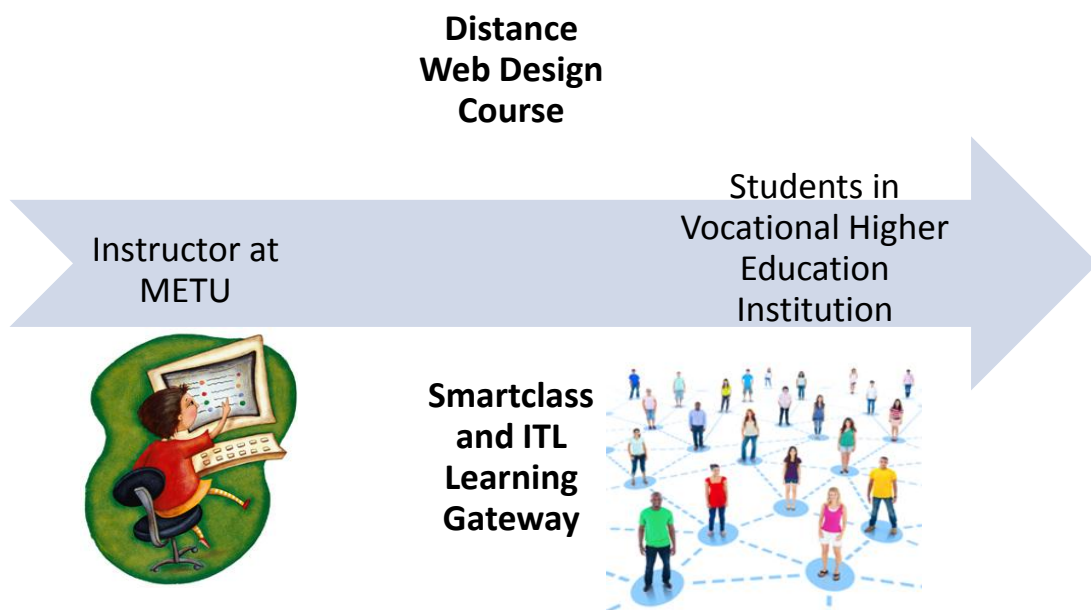 Distance
Web Design
Course
Instructor at
METU
Students in
Vocational Higher
Education
Institution
Smartclass
and ITL
Learning
Gateway